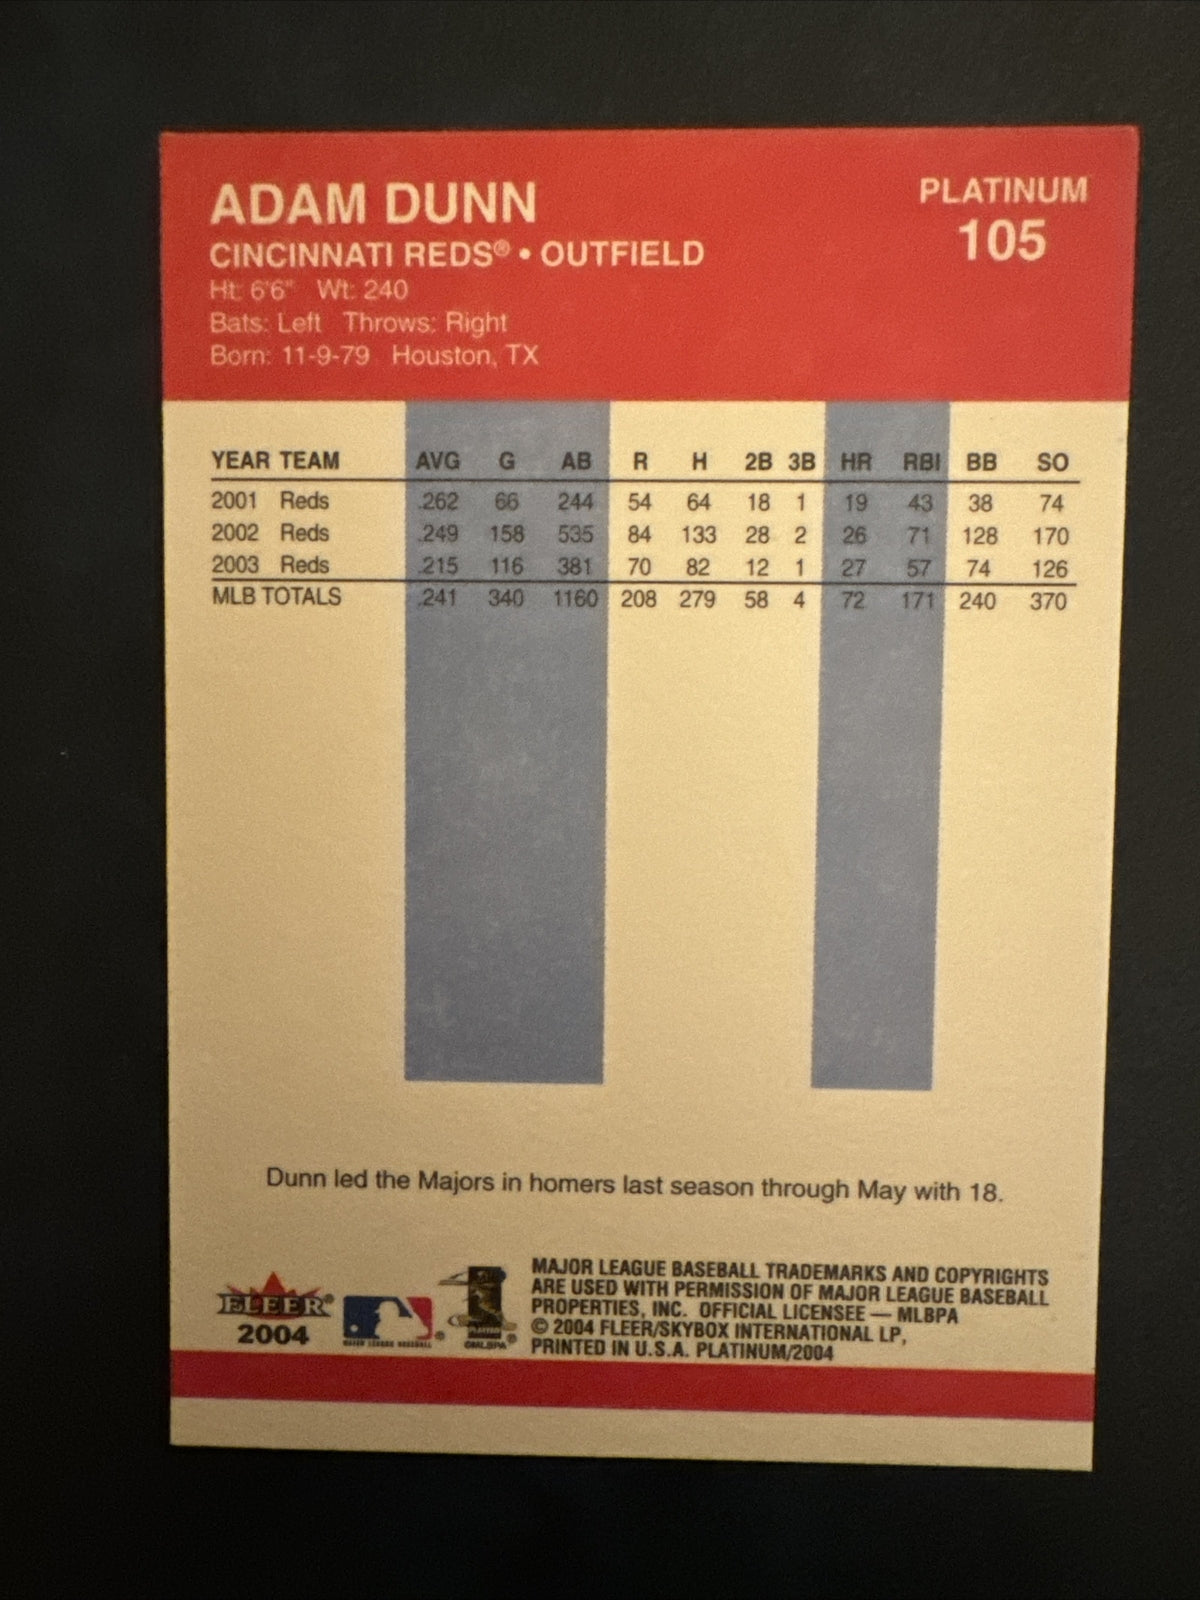 ADAM DUNN
PLATINUM
105
CINCINNATI REDS® • OUTFIELD
Ht: 6'6" Wt: 240
Bats: Left Throws: Right
Born: 11-9-79 Houston, TX
YEAR TEAM AVG G AB R H 2B 3B HR RBI BB SO
2001 Reds .262 66 244 54 64 18 1 19 43 38 74
2002 Reds .249 158 535 84 133 28 2 26 71 128 170
2003 Reds .215 116 381 70 82 12 1 27 57 74 126
MLB TOTALS .241 340 1160 208 279 58 4 72 171 240 370
Dunn led the Majors in homers last season through May with 18.
FLEER®
2004
MAJOR LEAGUE BASEBALL ®
©MLBPA ®
MAJOR LEAGUE BASEBALL TRADEMARKS AND COPYRIGHTS
ARE USED WITH PERMISSION OF MAJOR LEAGUE BASEBALL
PROPERTIES, INC. OFFICIAL LICENSEE — MLBPA
© 2004 FLEER/SKYBOX INTERNATIONAL LP,
PRINTED IN U.S.A. PLATINUM/2004